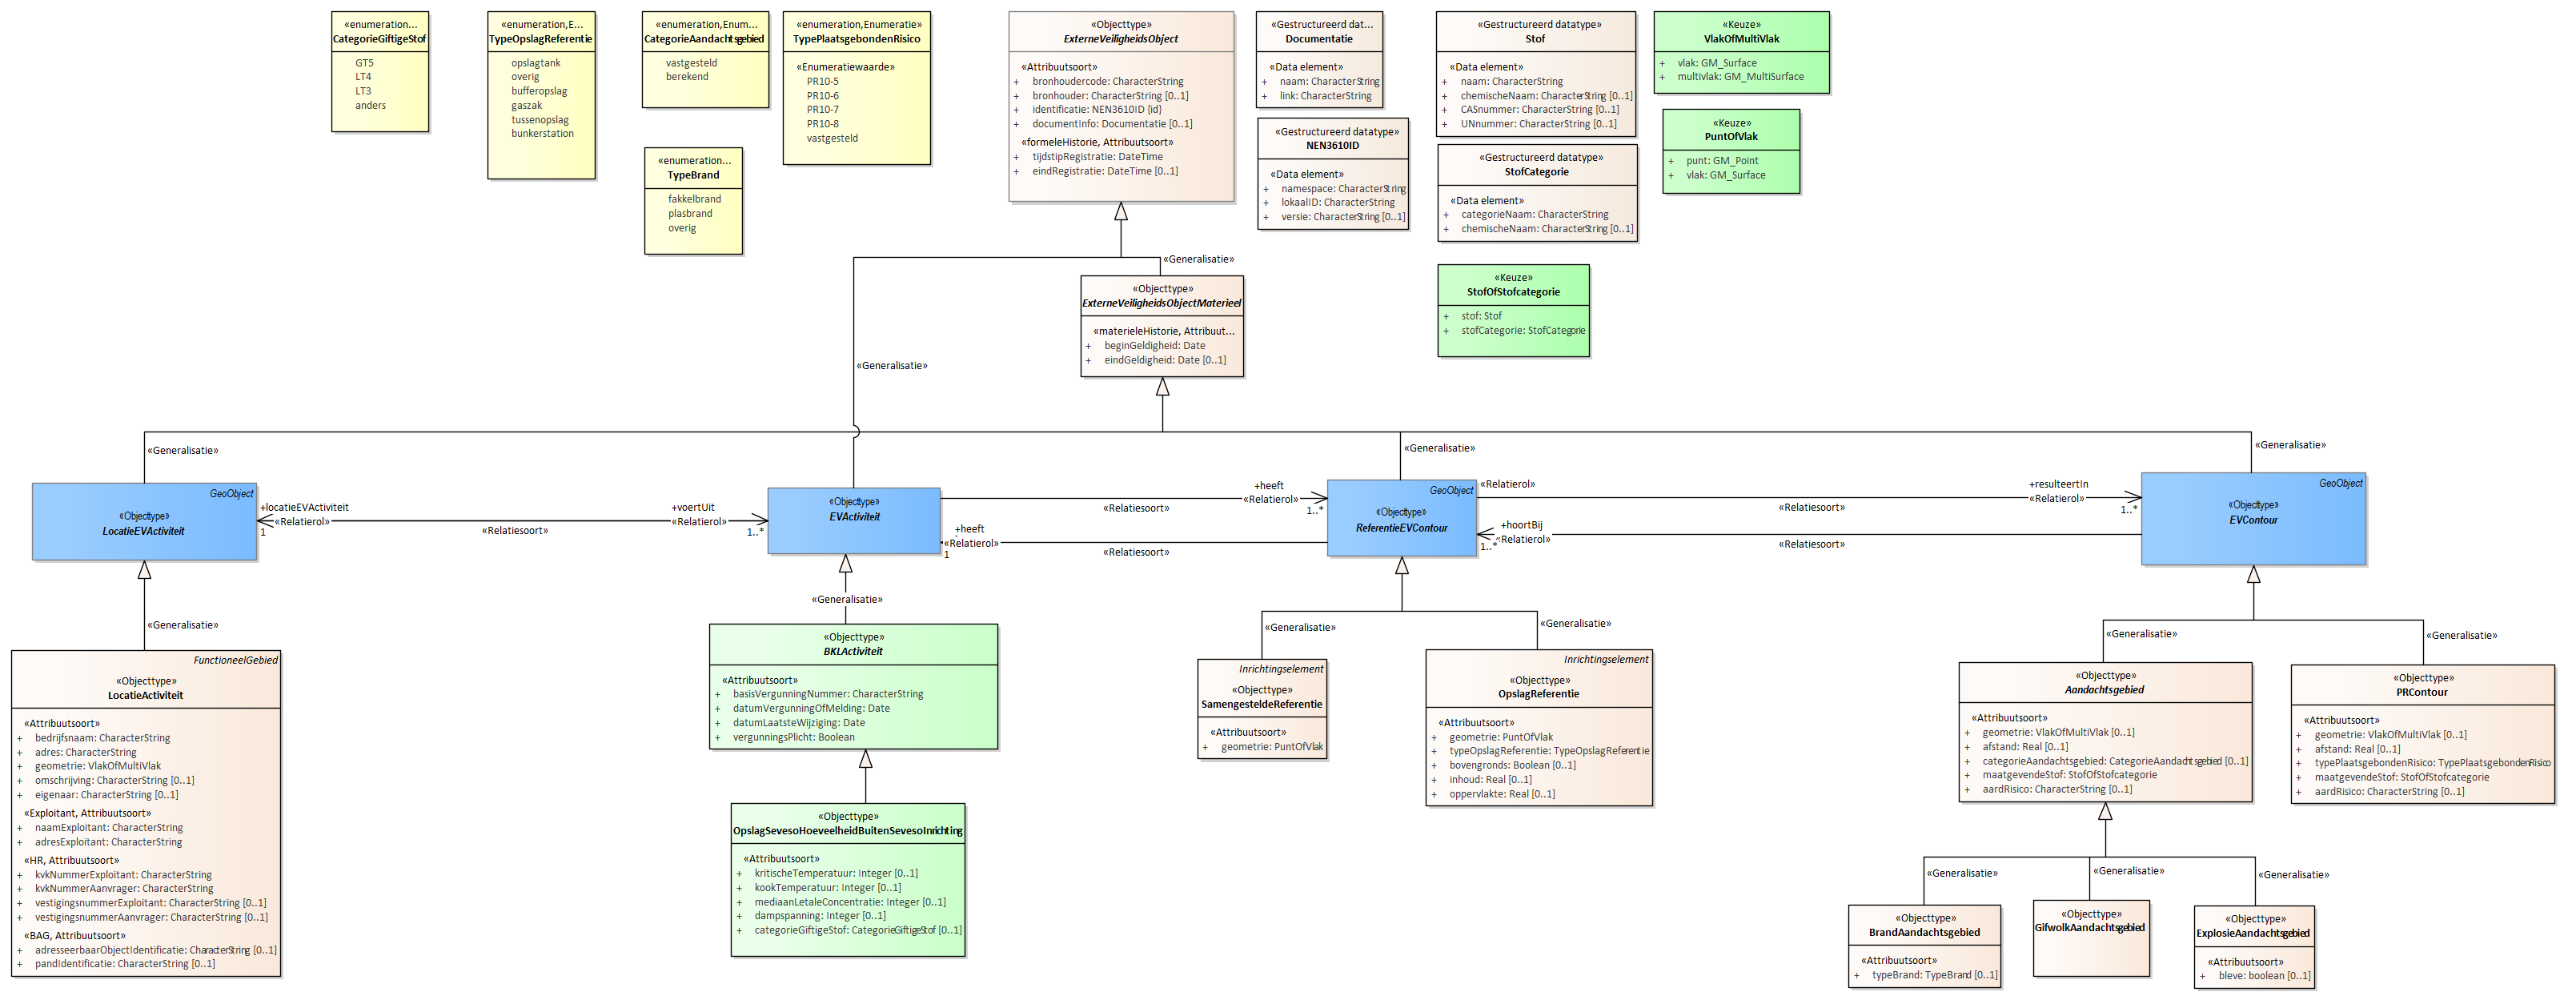 «enumeration...
CategorieGiftigeStof
GT5
LT4
LT3
anders
«enumeration,E...
TypeOpslagReferentie
opslagtank
overig
bufferopslag
gaszak
tussenopslag
bunkerstation
«enumeration,Enum...
CategorieAandachtsgebied
vastgesteld
berekend
«enumeration,Enumeratie»
TypePlaatsgebondenRisico
«Enumeratiewaarde»
PR10-5
PR10-6
PR10-7
PR10-8
vastgesteld
«enumeration...
TypeBrand
fakkelbrand
plasbrand
overig
«Objecttype»
ExterneVeiligheidsObject
«Attribuutsoort»
+ bronhoudercode: CharacterString
+ bronhouder: CharacterString [0..1]
+ identificatie: NEN3610ID {id}
+ documentInfo: Documentatie [0..1]
«formeleHistorie, Attribuutsoort»
+ tijdstipRegistratie: DateTime
+ eindRegistratie: DateTime [0..1]
«Gestructureerd dat...
Documentatie
«Data element»
+ naam: CharacterString
+ link: CharacterString
«Gestructureerd datatype»
NEN3610ID
«Data element»
+ namespace: CharacterString
+ lokaalID: CharacterString
+ versie: CharacterString [0..1]
«Gestructureerd datatype»
Stof
«Data element»
+ naam: CharacterString
+ chemischeNaam: CharacterString [0..1]
+ CASnummer: CharacterString [0..1]
+ UNnummer: CharacterString [0..1]
«Gestructureerd datatype»
StofCategorie
«Data element»
+ categorieNaam: CharacterString
+ chemischeNaam: CharacterString [0..1]
«Keuze»
StofOfStofcategorie
+ stof: Stof
+ stofCategorie: StofCategorie
«Keuze»
VlakOfMultiVlak
+ vlak: GM_Surface
+ multivlak: GM_MultiSurface
«Keuze»
PuntOfVlak
+ punt: GM_Point
+ vlak: GM_Surface
«Generalisatie»
«Objecttype»
ExterneVeiligheidsObjectMaterieel
«materieleHistorie, Attribuut...
+ beginGeldigheid: Date
+ eindGeldigheid: Date [0..1]
«Generalisatie»
«Generalisatie»
«Generalisatie»
«Generalisatie»
GeoObject
«Objecttype»
LocatieEVActiviteit
+locatieEVActiviteit
«Relatierol»
1
«Relatiesoort»
+voertUit
«Relatierol»
1..*
«Objecttype»
EVActiviteit
+heeft
«Relatierol»
1..*
«Relatiesoort»
+heeft
«Relatierol»
1
«Relatiesoort»
GeoObject
«Objecttype»
ReferentieEVContour
«Relatierol»
+resulteertIn
«Relatierol»
1..*
«Relatiesoort»
+hoortBij
«Relatierol»
1..*
«Relatiesoort»
GeoObject
«Objecttype»
EVContour
«Generalisatie»
FunctioneelGebied
«Objecttype»
LocatieActiviteit
«Attribuutsoort»
+ bedrijfsnaam: CharacterString
+ adres: CharacterString
+ geometrie: VlakOfMultiVlak
+ omschrijving: CharacterString [0..1]
+ eigenaar: CharacterString [0..1]
«Exploitant, Attribuutsoort»
+ naamExploitant: CharacterString
+ adresExploitant: CharacterString
«HR, Attribuutsoort»
+ kvkNummerExploitant: CharacterString
+ kvkNummerAanvrager: CharacterString
+ vestigingsnummerExploitant: CharacterString [0..1]
+ vestigingsnummerAanvrager: CharacterString [0..1]
«BAG, Attribuutsoort»
+ adresseerbaarObjectIdentificatie: CharacterString [0..1]
+ pandIdentificatie: CharacterString [0..1]
«Generalisatie»
«Objecttype»
BKLActiviteit
«Attribuutsoort»
+ basisVergunningNummer: CharacterString
+ datumVergunningOfMelding: Date
+ datumLaatsteWijziging: Date
+ vergunningsPlicht: Boolean
«Objecttype»
OpslagSevesoHoeveelheidBuitenSevesoInrichting
«Attribuutsoort»
+ kritischeTemperatuur: Integer [0..1]
+ kookTemperatuur: Integer [0..1]
+ mediaanLetaleConcentratie: Integer [0..1]
+ dampspanning: Integer [0..1]
+ categorieGiftigeStof: CategorieGiftigeStof [0..1]
«Generalisatie»
«Generalisatie»
Inrichtingselement
«Objecttype»
SamengesteldeReferentie
«Attribuutsoort»
+ geometrie: PuntOfVlak
Inrichtingselement
«Objecttype»
OpslagReferentie
«Attribuutsoort»
+ geometrie: PuntOfVlak
+ typeOpslagReferentie: TypeOpslagReferentie
+ bovengronds: Boolean [0..1]
+ inhoud: Real [0..1]
+ oppervlakte: Real [0..1]
«Generalisatie»
«Generalisatie»
«Objecttype»
Aandachtsgebied
«Attribuutsoort»
+ geometrie: VlakOfMultiVlak [0..1]
+ afstand: Real [0..1]
+ categorieAandachtsgebied: CategorieAandachtsgebied [0..1]
+ maatgevendeStof: StofOfStofcategorie
+ aardRisico: CharacterString [0..1]
«Objecttype»
PRContour
«Attribuutsoort»
+ geometrie: VlakOfMultiVlak [0..1]
+ afstand: Real [0..1]
+ typePlaatsgebondenRisico: TypePlaatsgebondenRisico
+ maatgevendeStof: StofOfStofcategorie
+ aardRisico: CharacterString [0..1]
«Generalisatie»
«Generalisatie»
«Generalisatie»
«Objecttype»
BrandAandachtsgebied
«Attribuutsoort»
+ typeBrand: TypeBrand [0..1]
«Objecttype»
GifwolkAandachtsgebied
«Objecttype»
ExplosieAandachtsgebied
«Attribuutsoort»
+ bleve: boolean [0..1]